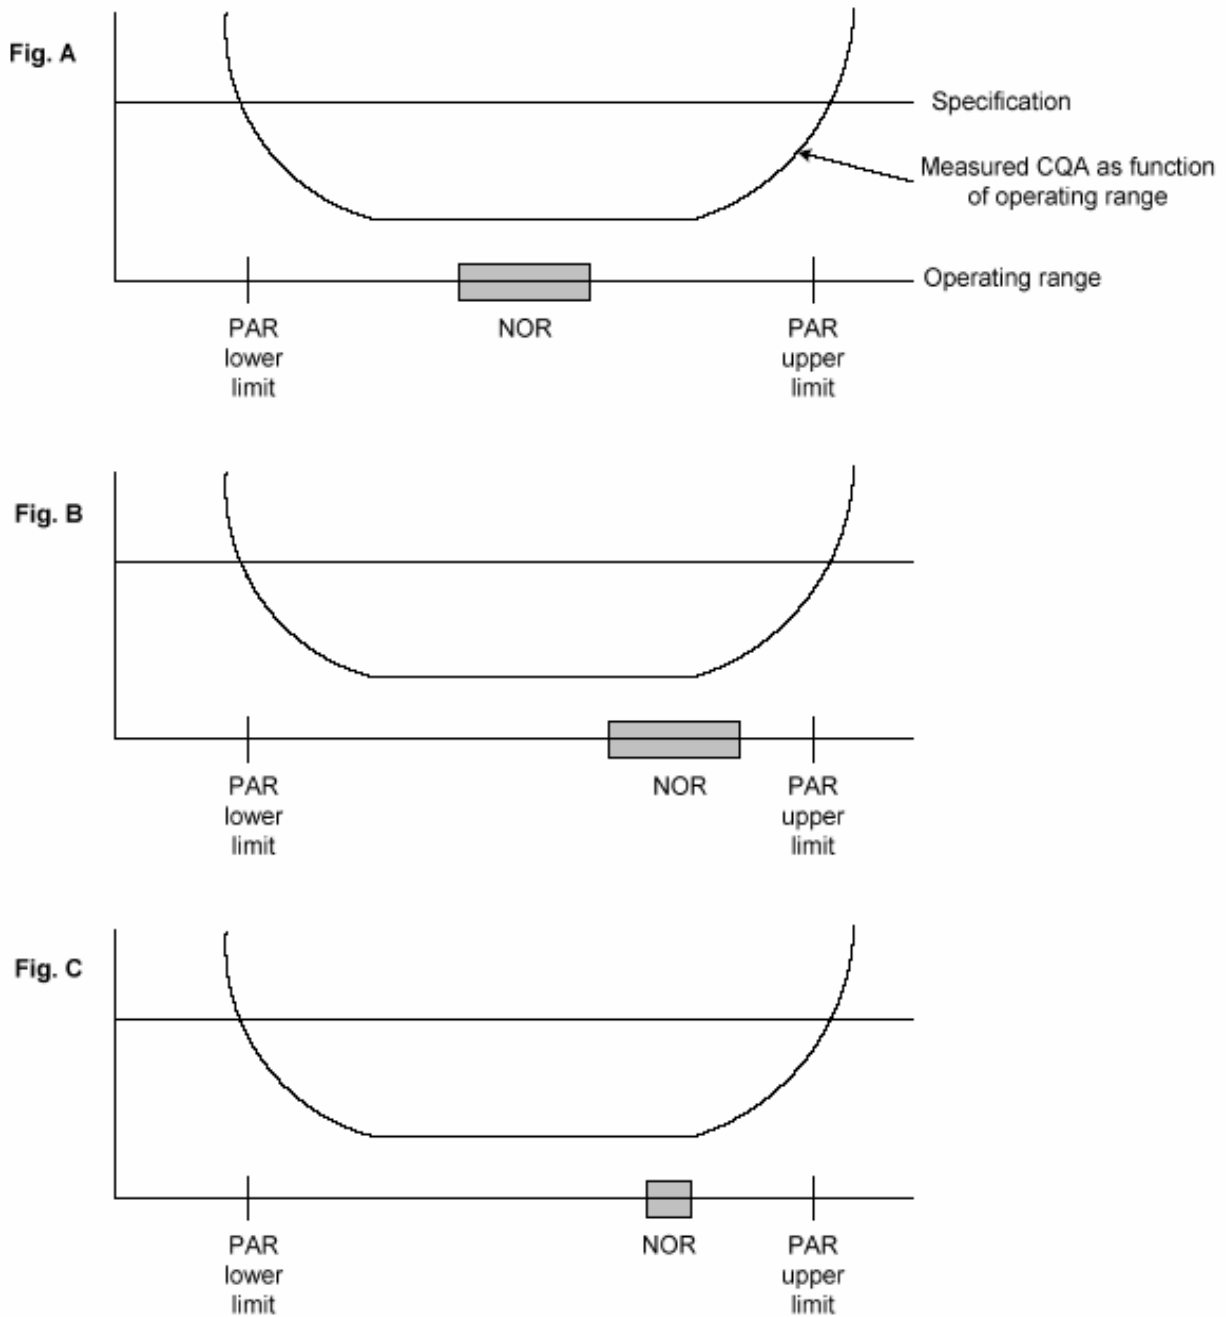 Fig. A
Specification
Measured CQA as function
of operating range
Operating range
PAR
lower
limit
NOR
PAR
upper
limit
Fig. B
PAR
lower
limit
NOR
PAR
upper
limit
Fig. C
PAR
lower
limit
NOR
PAR
upper
limit